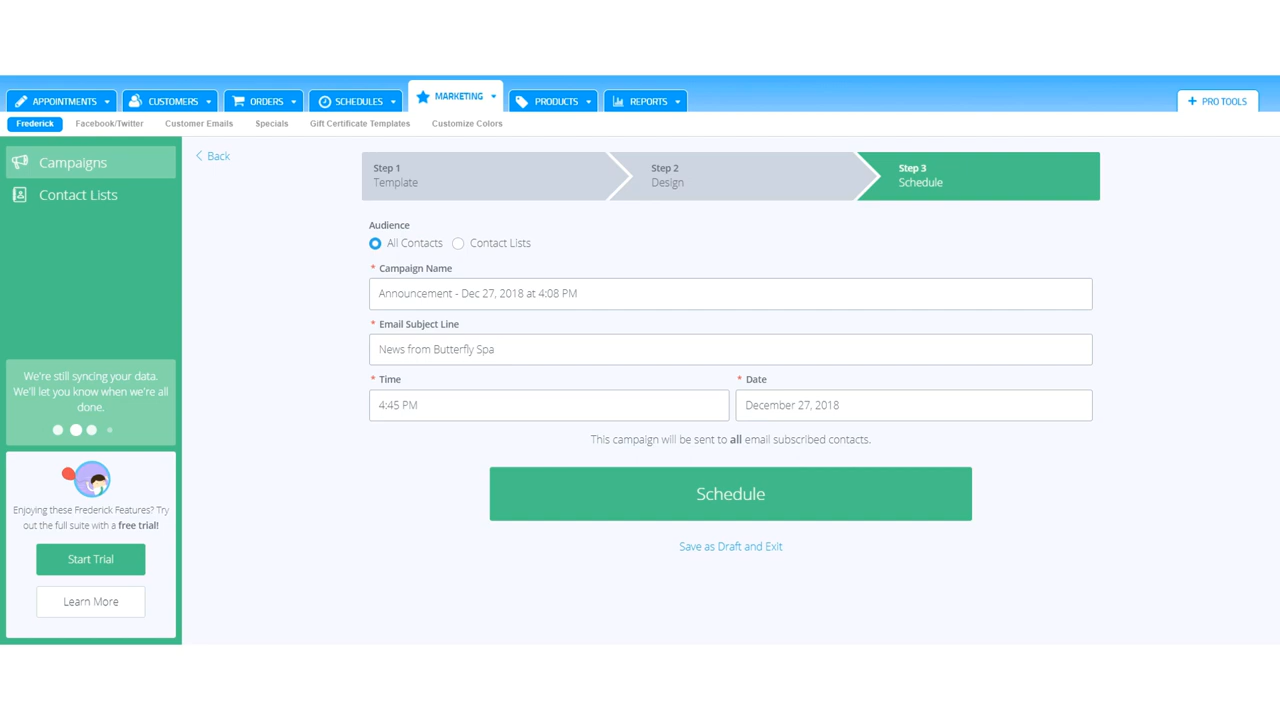 APPOINTMENTS
CUSTOMERS
ORDERS
SCHEDULES
MARKETING
PRODUCTS
REPORTS
+ PRO TOOLS
Frederick
Facebook/Twitter
Customer Emails
Specials
Gift Certificate Templates
Customize Colors
Campaigns
Contact Lists
We're still syncing your data.
We'll let you know when we're all
done.
Enjoying these Frederick Features? Try
out the full suite with a free trial!
Start Trial
Learn More
Back
Step 1
Template
Step 2
Design
Step 3
Schedule
Audience
All Contacts
Contact Lists
* Campaign Name
Announcement - Dec 27, 2018 at 4:08 PM
* Email Subject Line
News from Butterfly Spa
* Time
4:45 PM
* Date
December 27, 2018
This campaign will be sent to all email subscribed contacts.
Schedule
Save as Draft and Exit